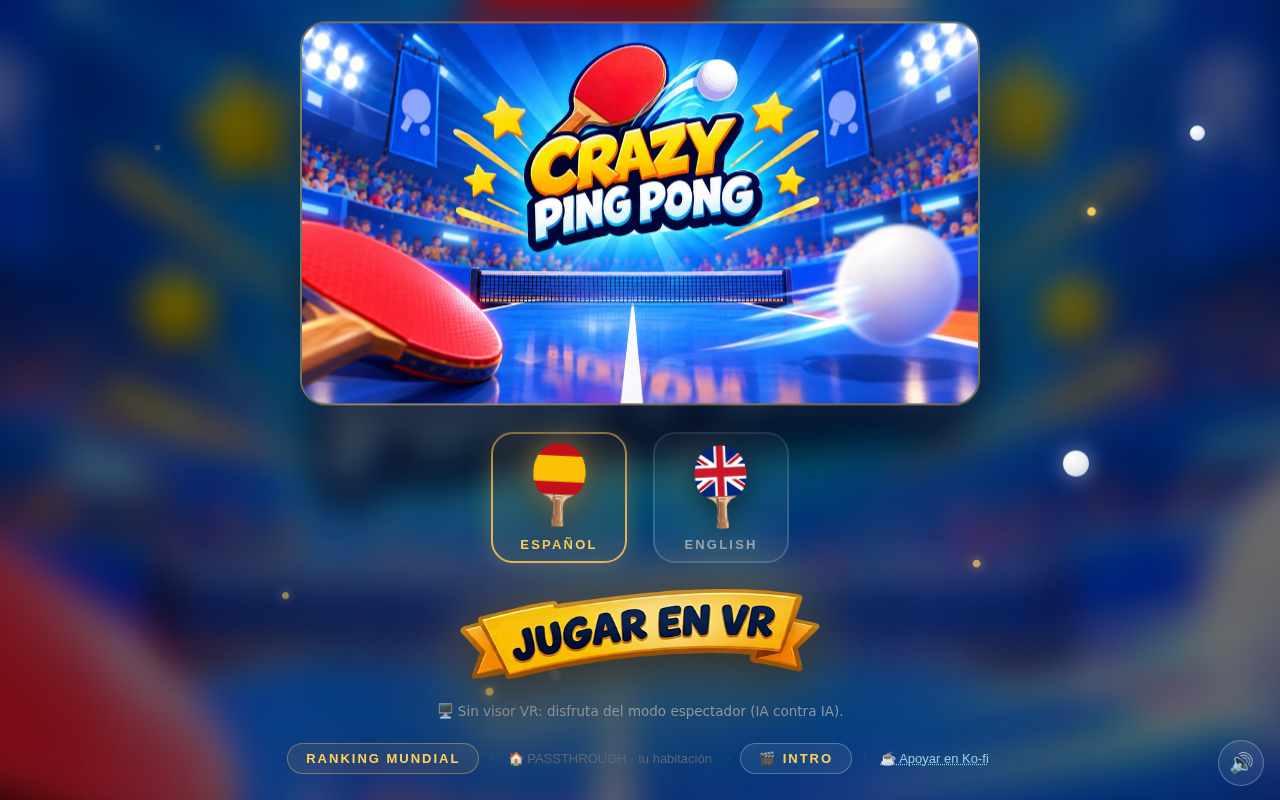 CRAZY
PING PONG
ESPAÑOL
ENGLISH
JUGAR EN VR
🖥️ Sin visor VR: disfruta del modo espectador (IA contra IA).
RANKING MUNDIAL · 🏠 PASSTHROUGH · tu habitación · 🎬 INTRO · ☕ Apoyar en Ko-fi